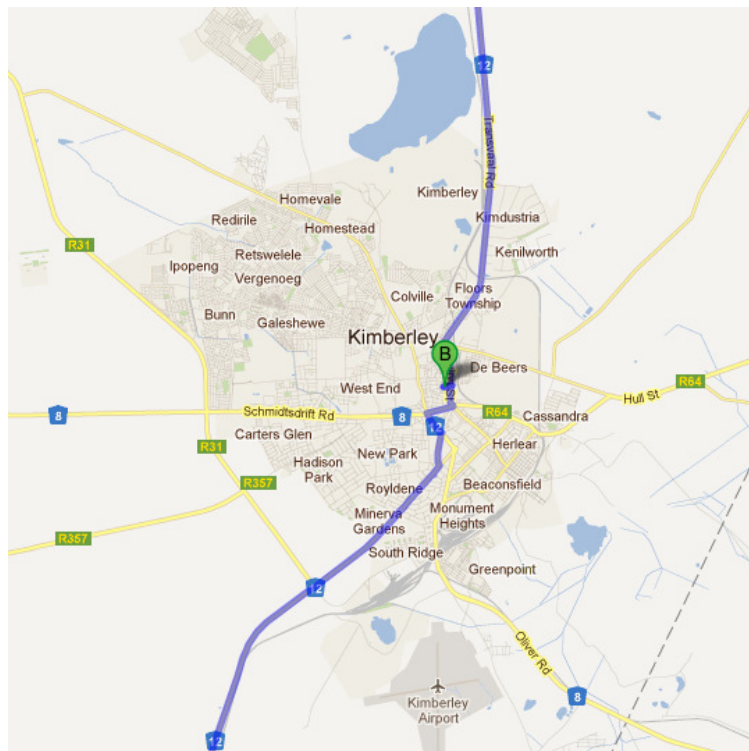 12
Transvaal Rd
Kimberley
Homevale
Kimdustria
Redirile
Homestead
R31
Retswelele
Kenilworth
Ipopeng
Vergenoeg
Floors
Township
Colville
Bunn
Galeshewe
Kimberley
B
De Beers
West End
R64
Hull St
8
Schmidtsdrift Rd
8
R64
Cassandra
12
Carters Glen
R31
New Park
Herlear
Hadison
Park
R357
Royldene
Beaconsfield
Minerva
Gardens
Monument
Heights
R357
South Ridge
Greenpoint
12
Oliver Rd
8
Kimberley
Airport
12